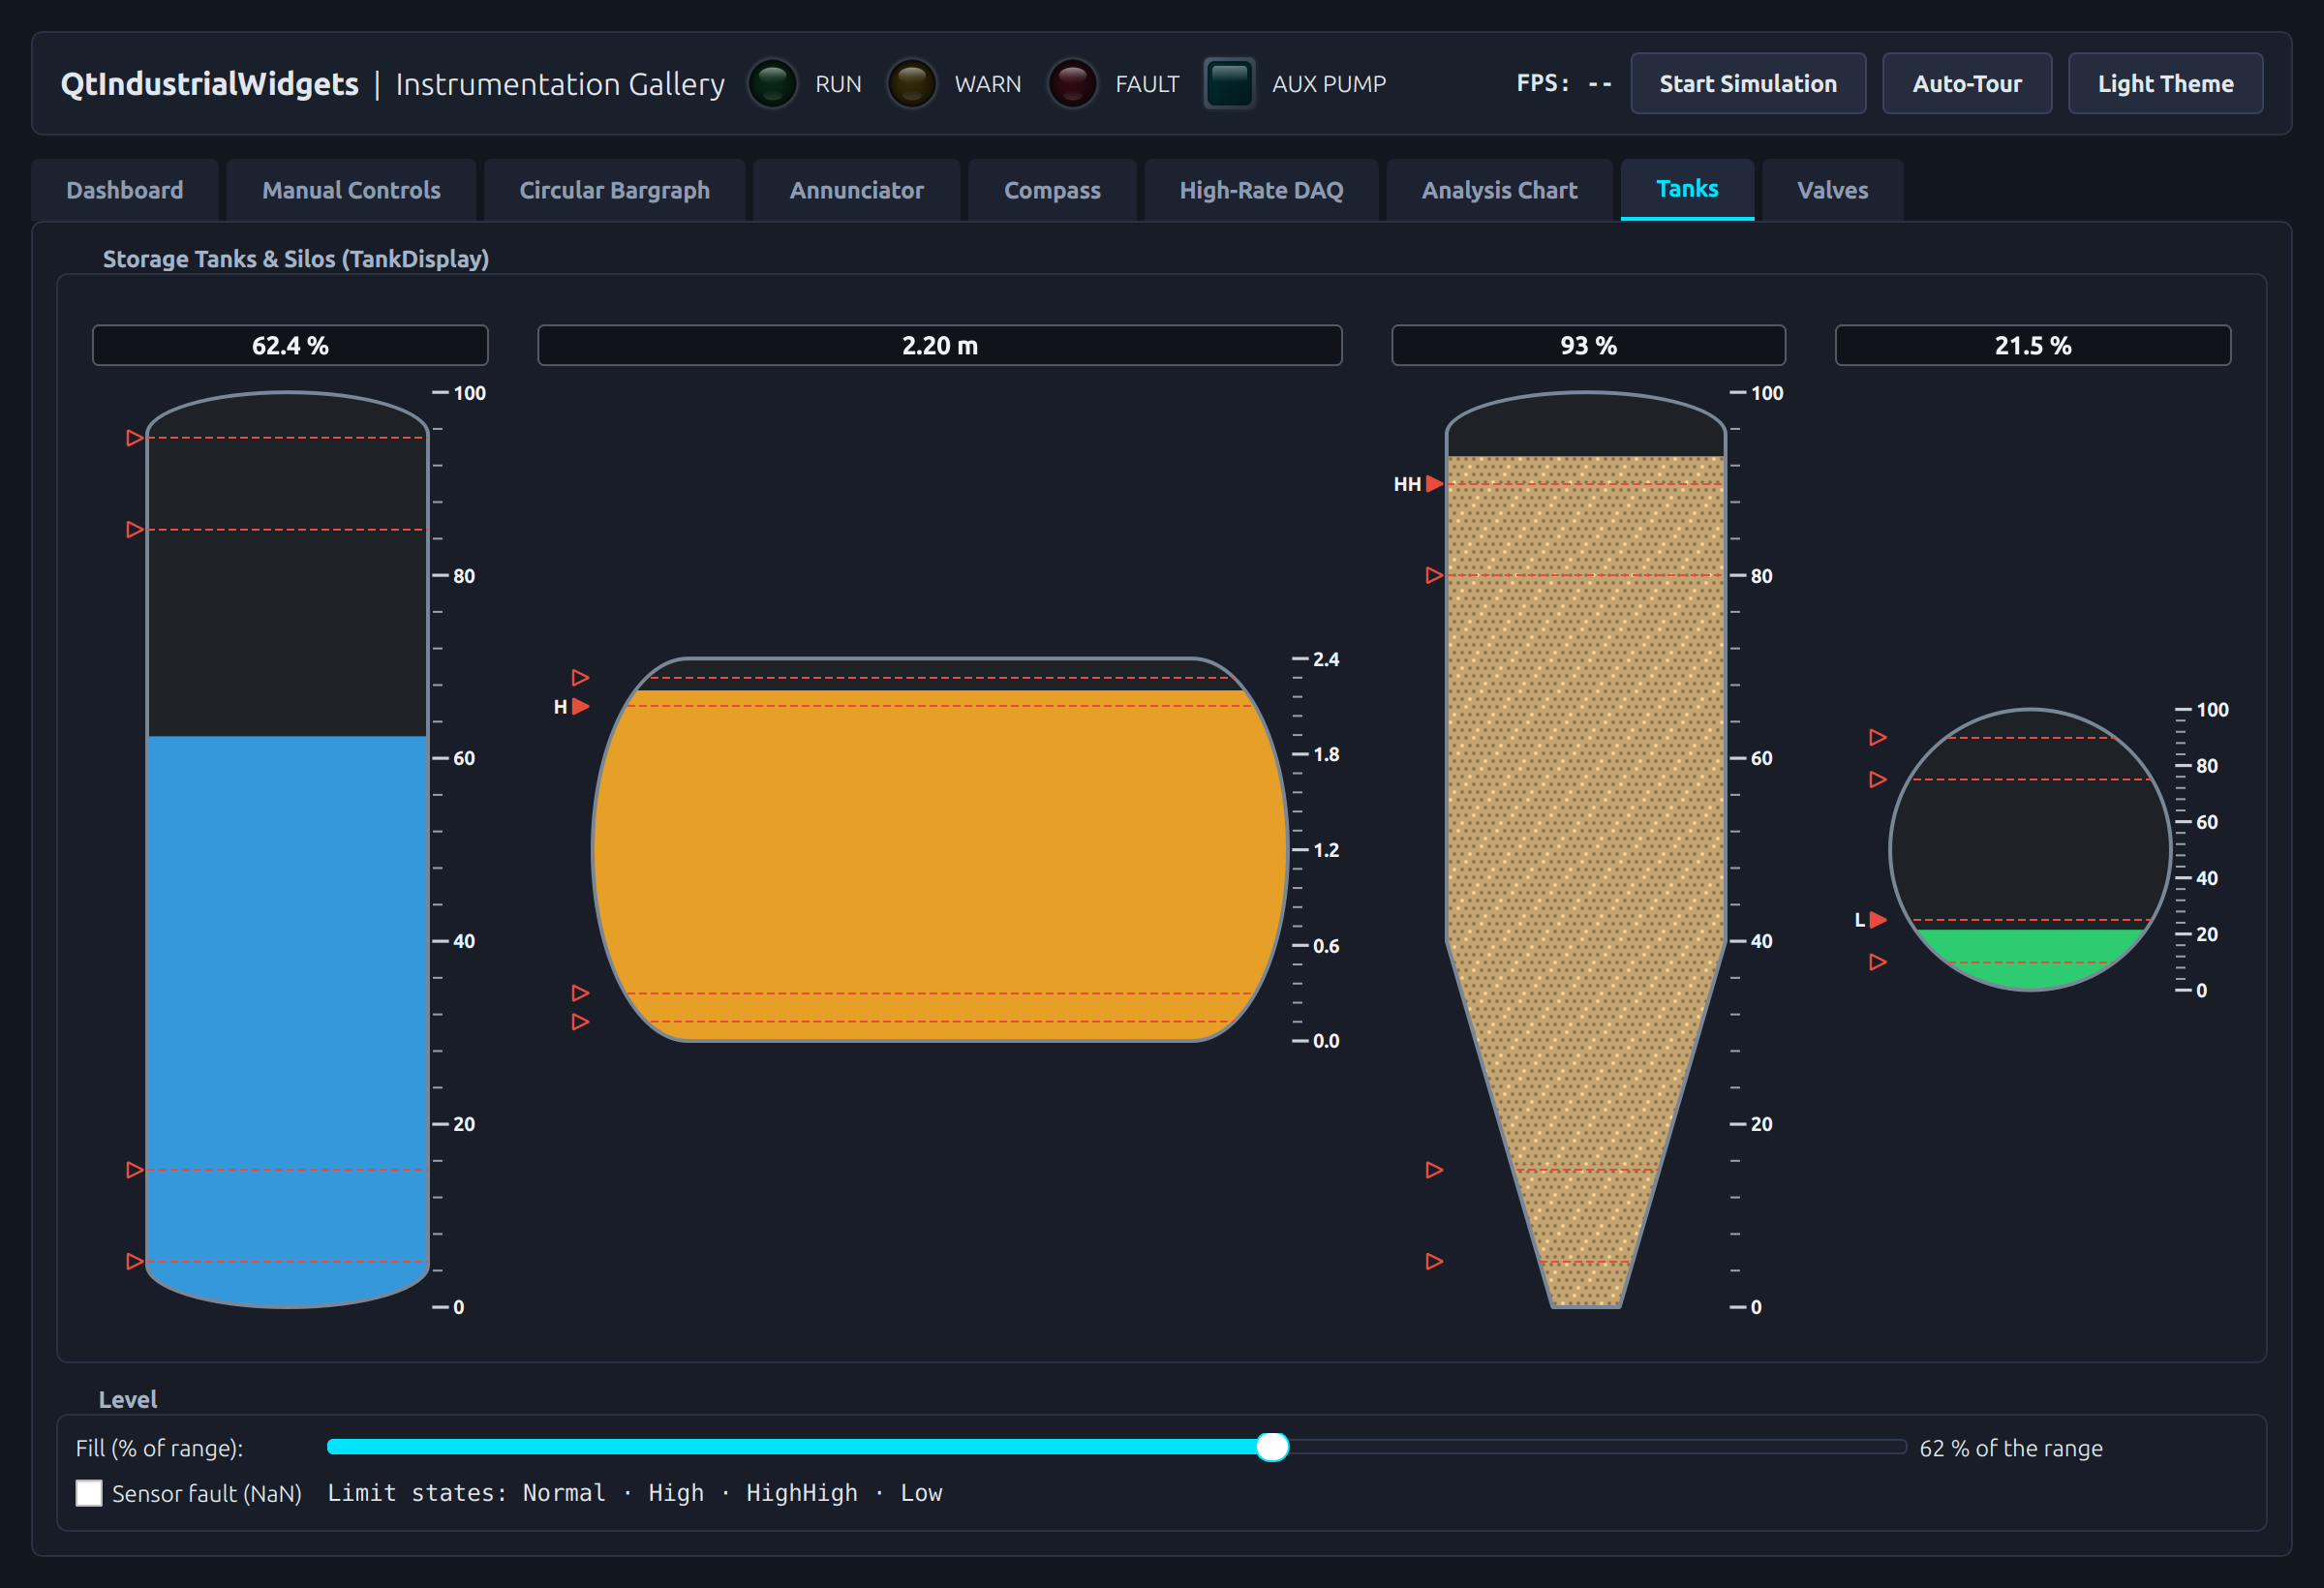 QtIndustrialWidgets | Instrumentation Gallery RUN WARN FAULT AUX PUMP FPS: -- Start Simulation Auto-Tour Light Theme
Dashboard Manual Controls Circular Bargraph Annunciator Compass High-Rate DAQ Analysis Chart Tanks Valves
Storage Tanks & Silos (TankDisplay)
62.4 %
100
80
60
40
20
0
2.20 m
H
2.4
1.8
1.2
0.6
0.0
93 %
HH
100
80
60
40
20
0
21.5 %
L
100
80
60
40
20
0
Level
Fill (% of range): 62 % of the range
Sensor fault (NaN) Limit states: Normal · High · HighHigh · Low